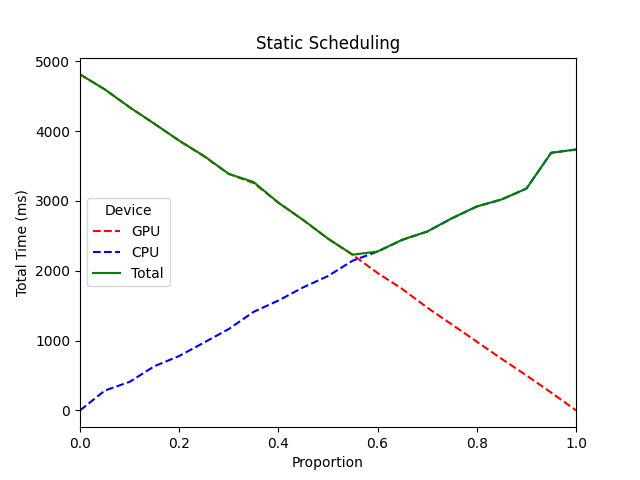 Static Scheduling
Total Time (ms)
5000
4000
3000
2000
1000
0
Device
GPU
CPU
Total
0.0 0.2 0.4 0.6 0.8 1.0
Proportion